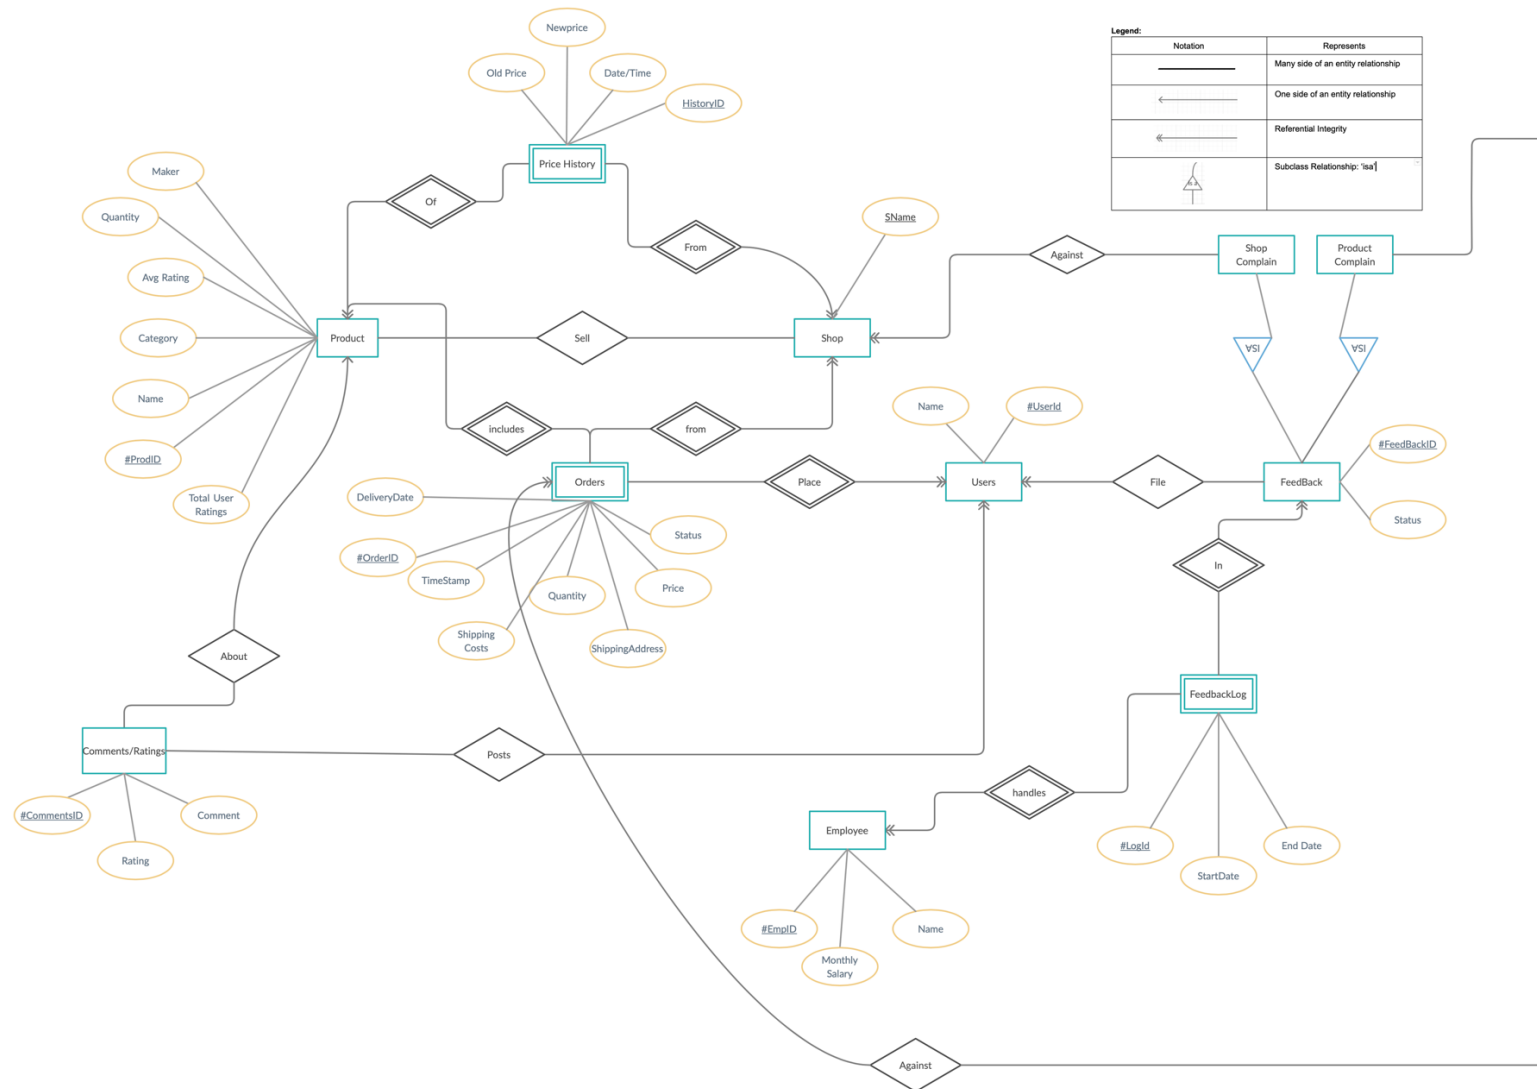 Newprice
Old Price
Date/Time
HistoryID
Price History
Legend:
Notation
Represents
Many side of an entity relationship
One side of an entity relationship
Referential Integrity
Subclass Relationship: 'isa'
Maker
Quantity
Of
Avg Rating
From
SName
Against
Shop
Complain
Product
Complain
Category
Product
Sell
Shop
ISA
ISA
Name
#ProdID
Total User
Ratings
includes
from
Name
#UserId
#FeedBackID
DeliveryDate
Orders
Place
Users
File
FeedBack
Status
#OrderID
TimeStamp
Quantity
Status
Price
Shipping
Costs
ShippingAddress
In
About
FeedbackLog
Comments/Ratings
Posts
#CommentsID
Comment
Rating
handles
Employee
#LogId
StartDate
End Date
#EmpID
Monthly
Salary
Name
Against